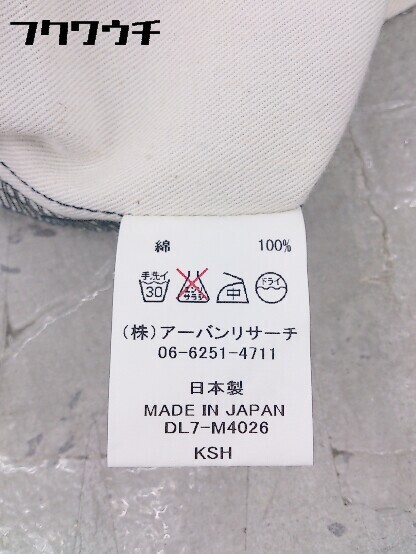 フクワウチ
綿 100%
手洗イ 30 エンソサラシ 中 ドライ
(株)アーバンリサーチ
06-6251-4711
日本製
MADE IN JAPAN
DL7-M4026
KSH